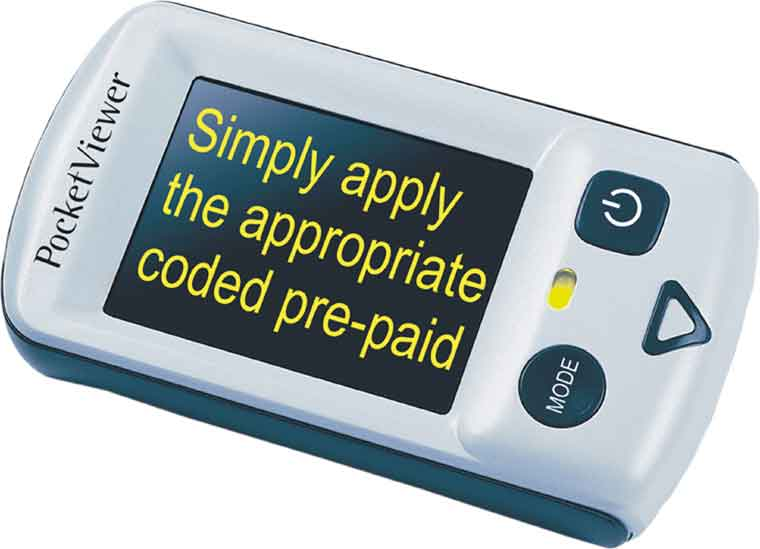 PocketViewer
Simply apply
the appropriate
coded pre-paid
MODE